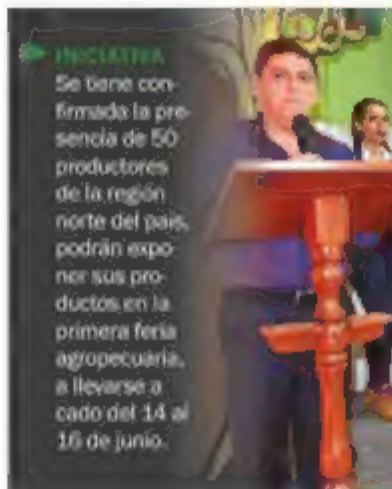 INICIATIVA
Se tiene con-
firmada la pre-
sencia de 50
productores
de la región
norte del país,
podrán expo-
ner sus pro-
ductos en la
primera feria
agropecuaria,
a llevarse a
cado del 14 al
16 de junio.